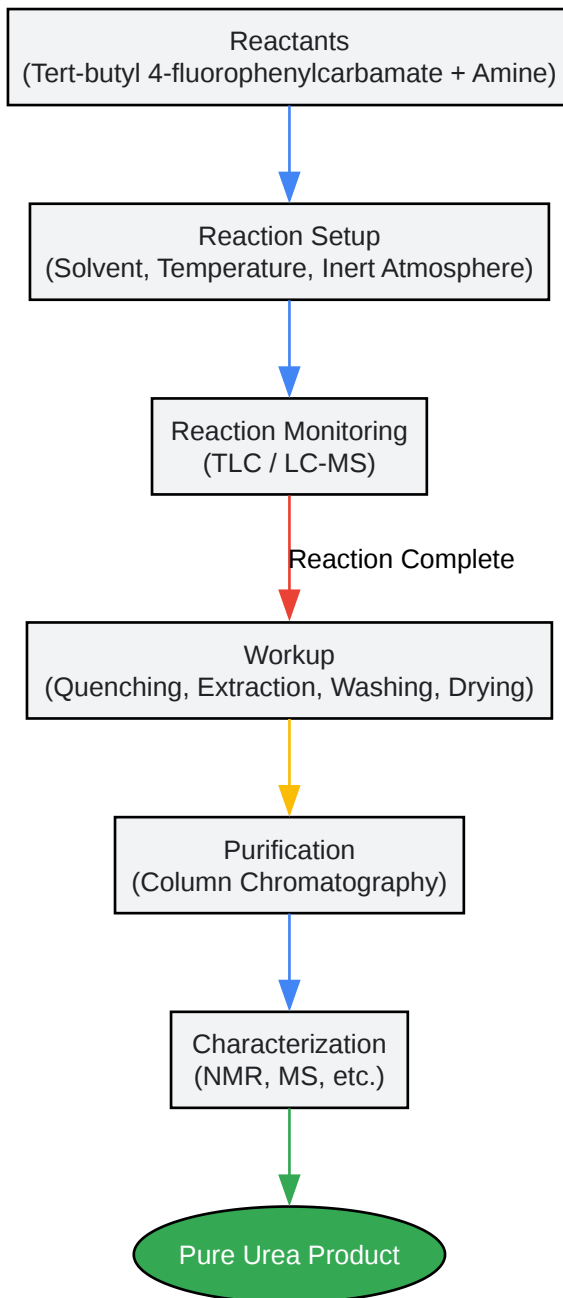 Reactants
(Tert-butyl 4-fluorophenylcarbamate + Amine)
Reaction Setup
(Solvent, Temperature, Inert Atmosphere)
Reaction Monitoring
(TLC / LC-MS)
Reaction Complete
Workup
(Quenching, Extraction, Washing, Drying)
Purification
(Column Chromatography)
Characterization
(NMR, MS, etc.)
Pure Urea Product